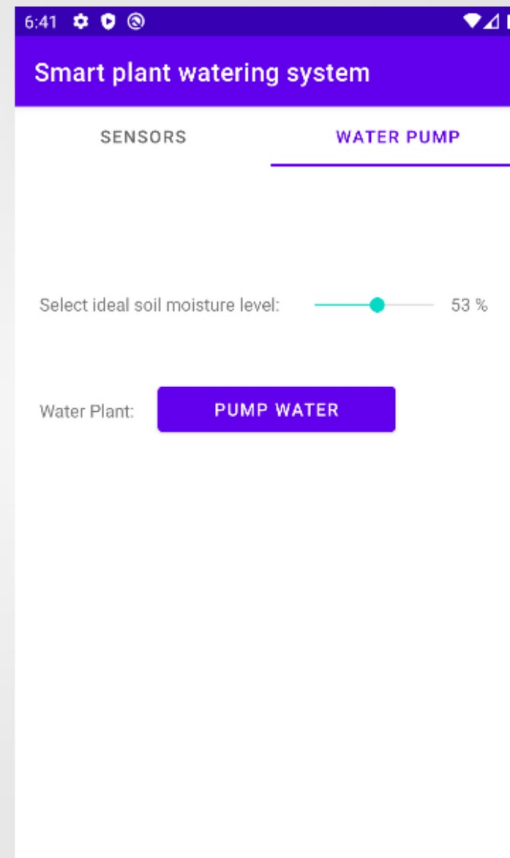 6:41
Smart plant watering system
SENSORS WATER PUMP
Select ideal soil moisture level: 53 %
Water Plant: PUMP WATER